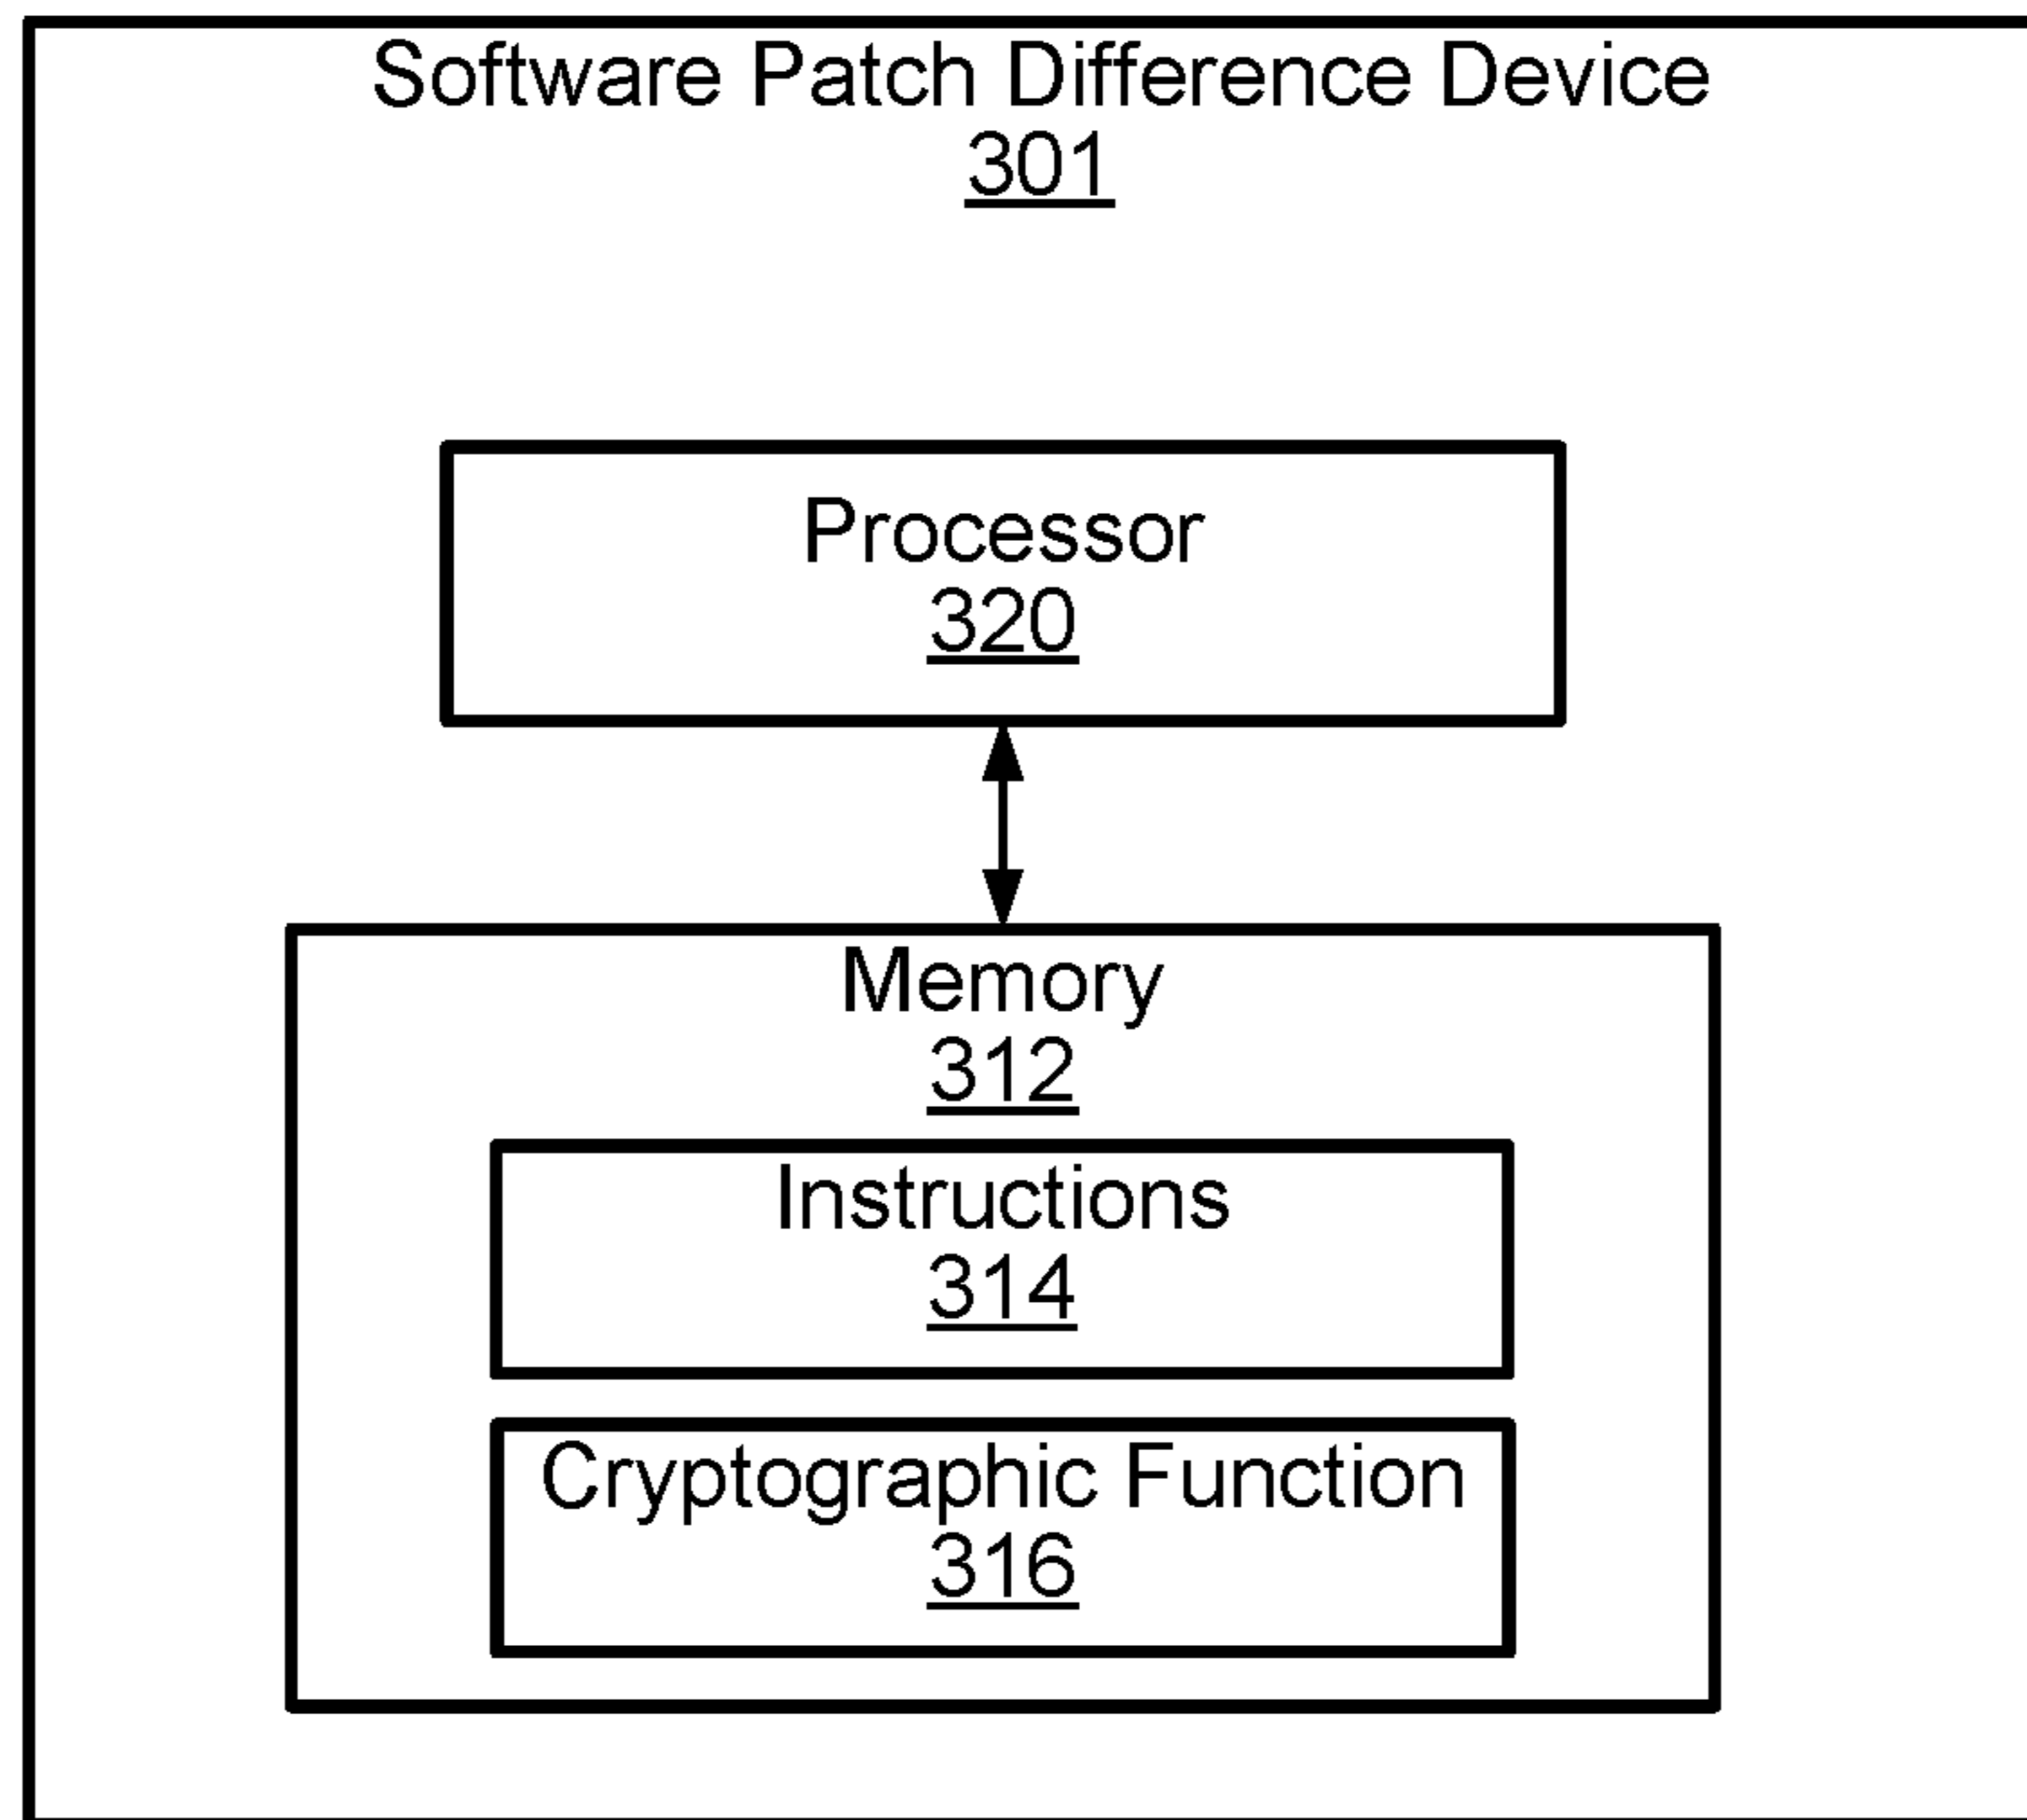 Software Patch Difference Device
301
Processor
320
Memory
312
Instructions
314
Cryptographic Function
316